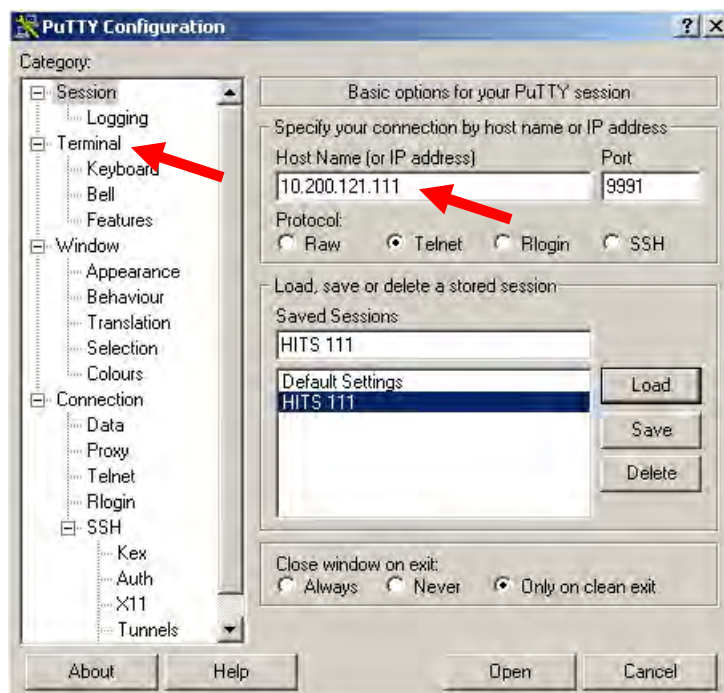 PuTTY Configuration
Category:
Session
Logging
Terminal
Keyboard
Bell
Features
Window
Appearance
Behaviour
Translation
Selection
Colours
Connection
Data
Proxy
Telnet
Rlogin
SSH
Kex
Auth
X11
Tunnels
Basic options for your PuTTY session
Specify your connection by host name or IP address
Host Name (or IP address) Port
10.200.121.111 9991
Protocol:
Raw Telnet Rlogin SSH
Load, save or delete a stored session
Saved Sessions
HITS 111
Default Settings
HITS 111
Load
Save
Delete
Close window on exit:
Always Never Only on clean exit
About Help Open Cancel